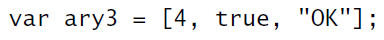 var ary3 = [4, true, "OK"];